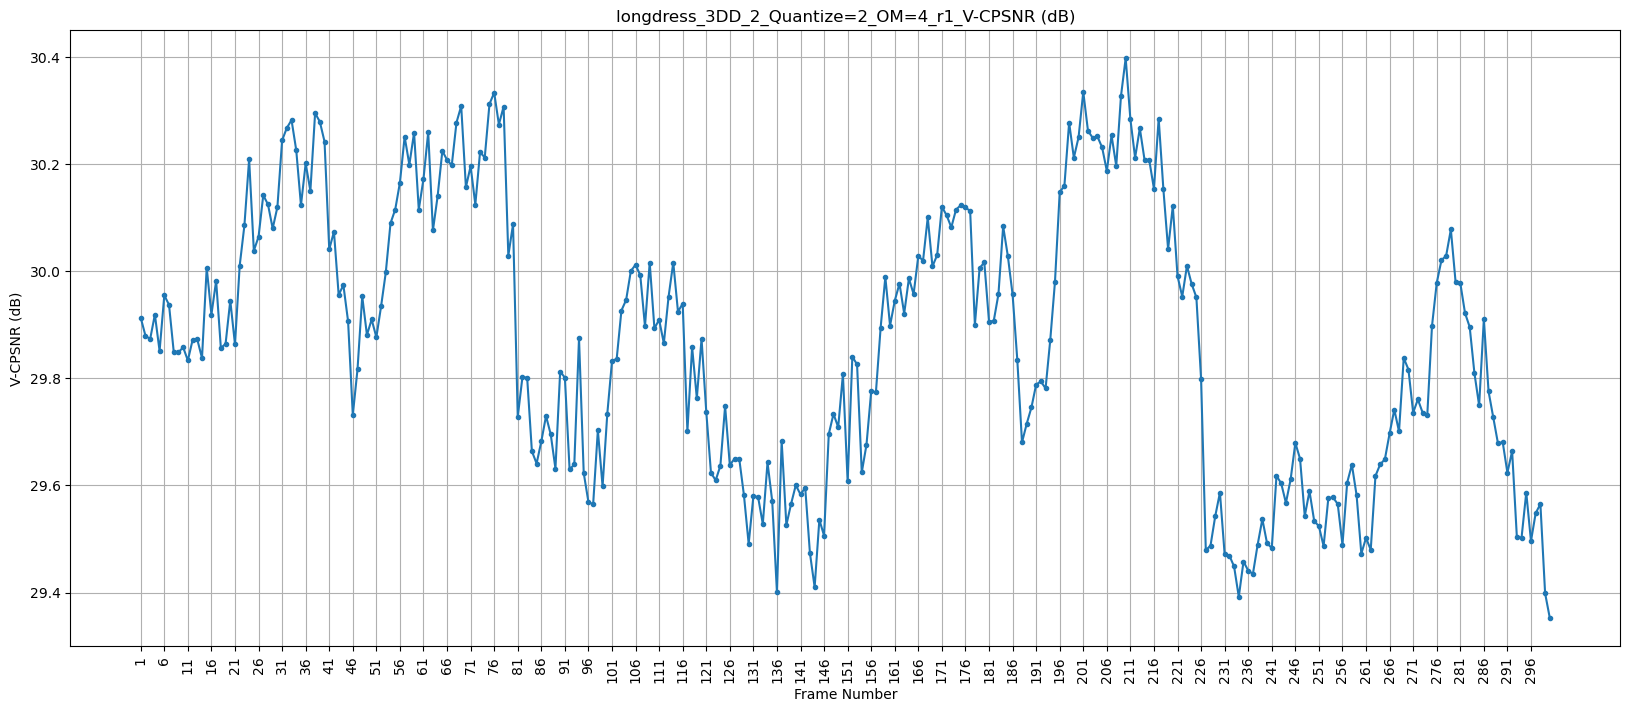 longdress_3DD_2_Quantize=2_OM=4_r1_V-CPSNR (dB)
30.4
30.2
30.0
29.8
29.6
29.4
V-CPSNR (dB)
1 6 11 16 21 26 31 36 41 46 51 56 61 66 71 76 81 86 91 96 101 106 111 116 121 126 131 136 141 146 151 156 161 166 171 176 181 186 191 196 201 206 211 216 221 226 231 236 241 246 251 256 261 266 271 276 281 286 291 296
Frame Number